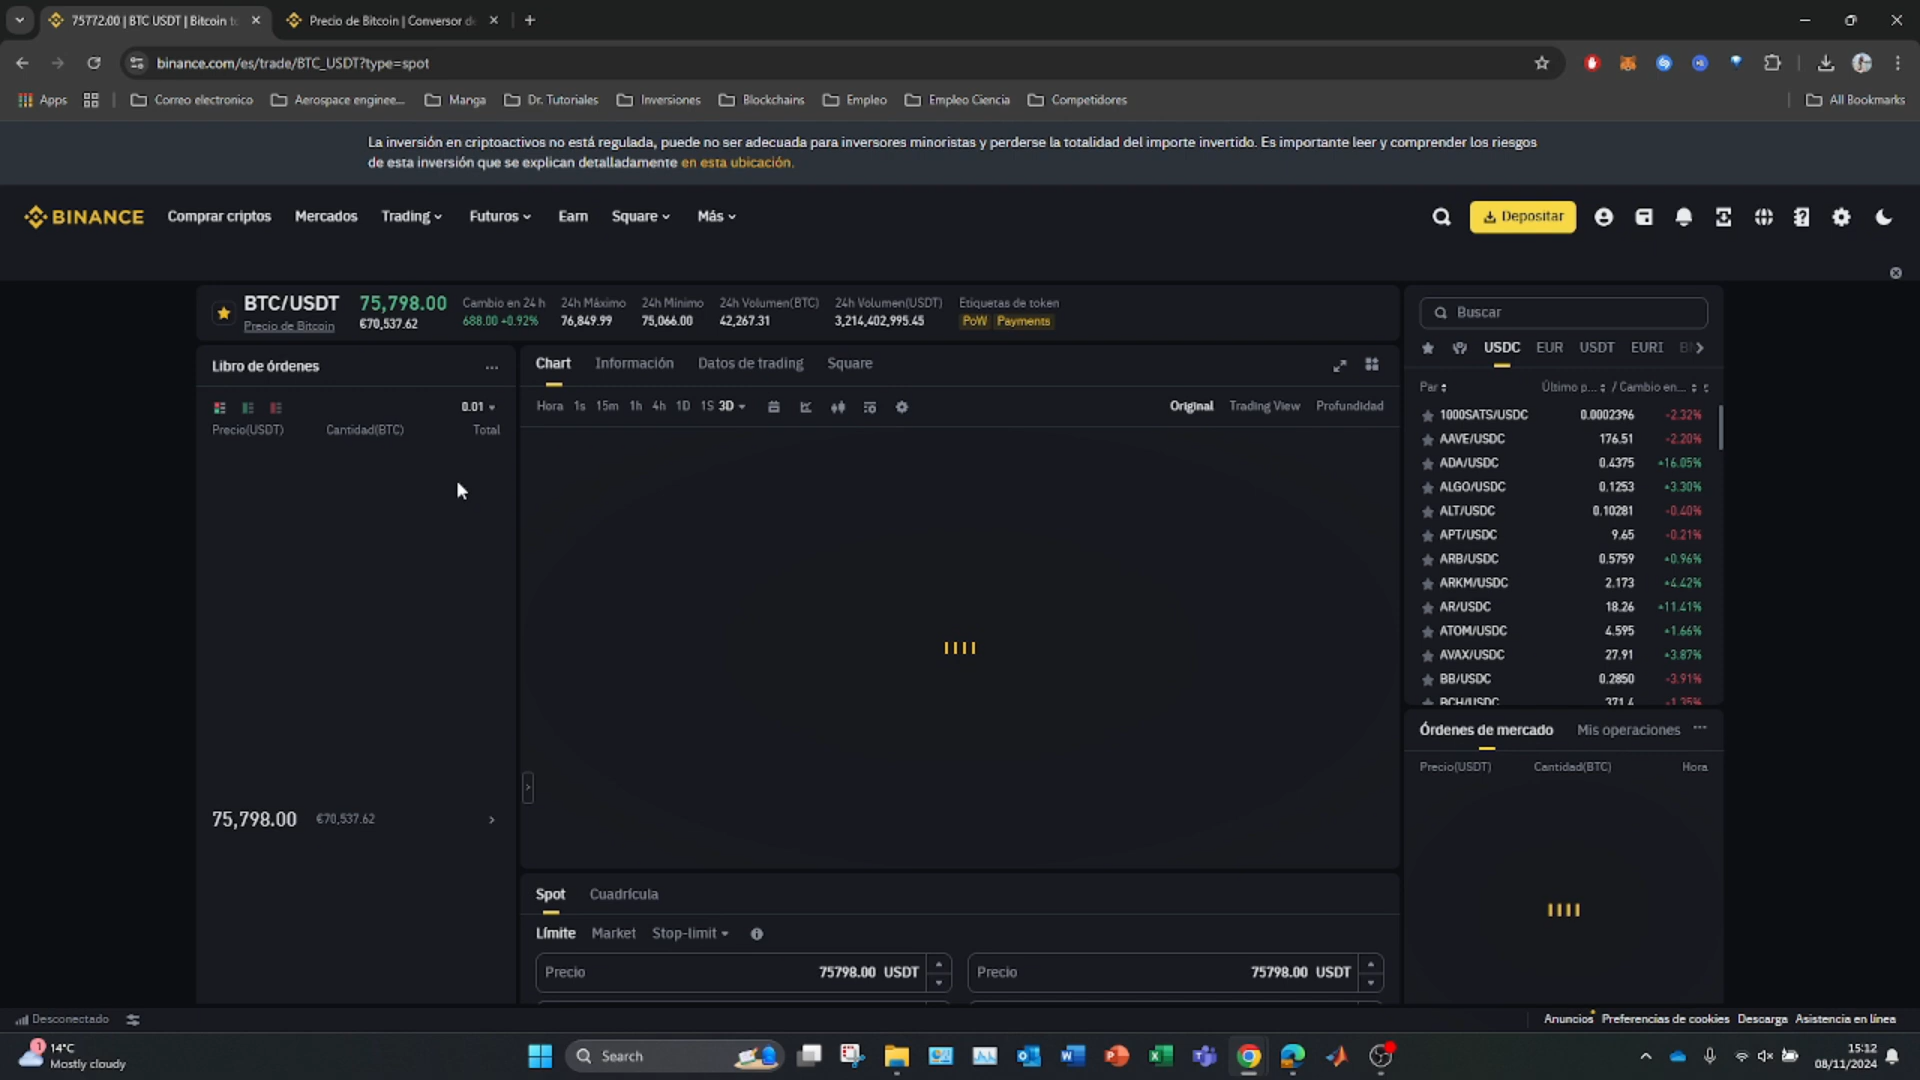 75772.00 | BTC USDT | Bitcoin to
Precio de Bitcoin | Conversor de
binance.com/es/trade/BTC_USDT?type=spot
Apps
Correo electronico
Aerospace enginee...
Manga
Dr. Tutoriales
Inversiones
Blockchains
Empleo
Empleo Ciencia
Competidores
All Bookmarks
La inversión en criptoactivos no está regulada, puede no ser adecuada para inversores minoristas y perderse la totalidad del importe invertido. Es importante leer y comprender los riesgos
de esta inversión que se explican detalladamente en esta ubicación.
BINANCE
Comprar criptos
Mercados
Trading
Futuros
Earn
Square
Más
Depositar
BTC/USDT
Precio de Bitcoin
75,798.00
€70,537.62
Cambio en 24 h
688.00 +0.92%
24h Máximo
76,849.99
24h Mínimo
75,066.00
24h Volumen(BTC)
42,267.31
24h Volumen(USDT)
3,214,402,995.45
Etiquetas de token
PoW Payments
Libro de órdenes
...
0.01
Precio(USDT) Cantidad(BTC) Total
75,798.00 €70,537.62
Chart Información Datos de trading Square
Hora 1s 15m 1h 4h 1D 1S 3D
Original Trading View Profundidad
Spot Cuadrícula
Límite Market Stop-limit
Precio 75798.00 USDT
Precio 75798.00 USDT
Buscar
USDC EUR USDT EURI
Par Último p... / Cambio en...
1000SATS/USDC 0.0002396 -2.32%
AAVE/USDC 176.51 -2.20%
ADA/USDC 0.4375 +16.05%
ALGO/USDC 0.1253 +3.30%
ALT/USDC 0.10281 -0.40%
APT/USDC 9.65 -0.21%
ARB/USDC 0.5759 +0.96%
ARKM/USDC 2.173 +4.42%
AR/USDC 18.26 +11.41%
ATOM/USDC 4.595 +1.66%
AVAX/USDC 27.91 +3.87%
BB/USDC 0.2850 -3.91%
BCH/USDC 371.4 -1.35%
Órdenes de mercado Mis operaciones ...
Precio(USDT) Cantidad(BTC) Hora
Desconectado
Anuncios Preferencias de cookies Descarga Asistencia en línea
1
14°C
Mostly cloudy
Search
15:12
08/11/2024